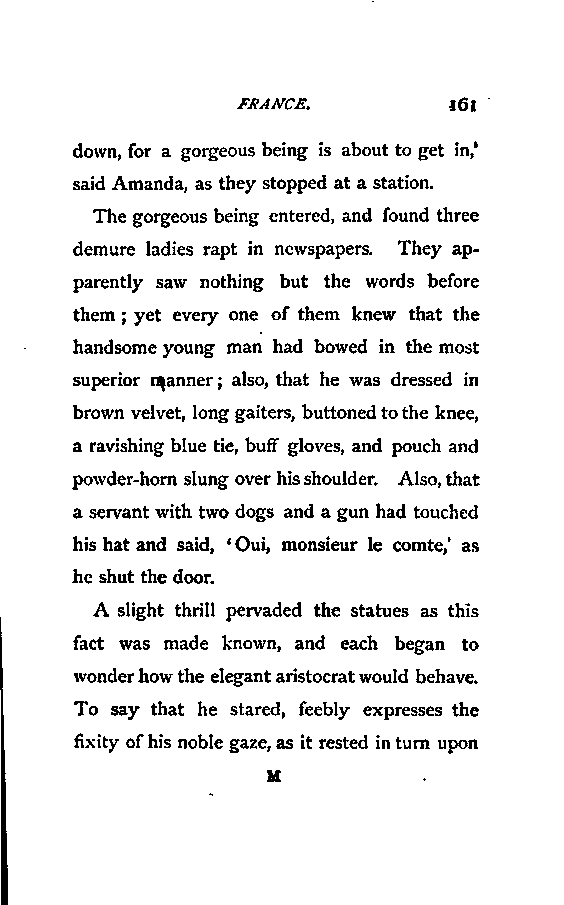 FRANCE. 161
down, for a gorgeous being is about to get in,'
said Amanda, as they stopped at a station.
The gorgeous being entered, and found three
demure ladies rapt in newspapers. They ap-
parently saw nothing but the words before
them ; yet every one of them knew that the
handsome young man had bowed in the most
superior manner ; also, that he was dressed in
brown velvet, long gaiters, buttoned to the knee,
a ravishing blue tie, buff gloves, and pouch and
powder-horn slung over his shoulder. Also, that
a servant with two dogs and a gun had touched
his hat and said, 'Oui, monsieur le comte,' as
he shut the door.
A slight thrill pervaded the statues as this
fact was made known, and each began to
wonder how the elegant aristocrat would behave.
To say that he stared, feebly expresses the
fixity of his noble gaze, as it rested in turn upon
M